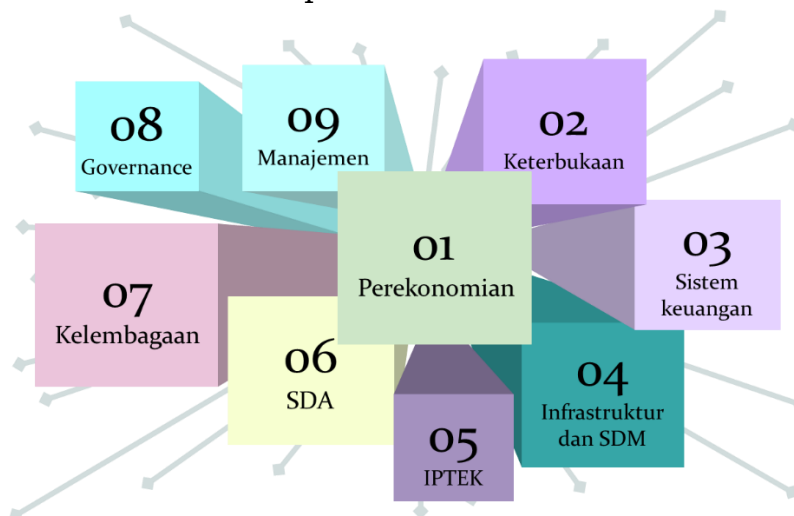 01
Perekonomian
02
Keterbukaan
03
Sistem
keuangan
04
Infrastruktur
dan SDM
05
IPTEK
06
SDA
07
Kelembagaan
08
Governance
09
Manajemen